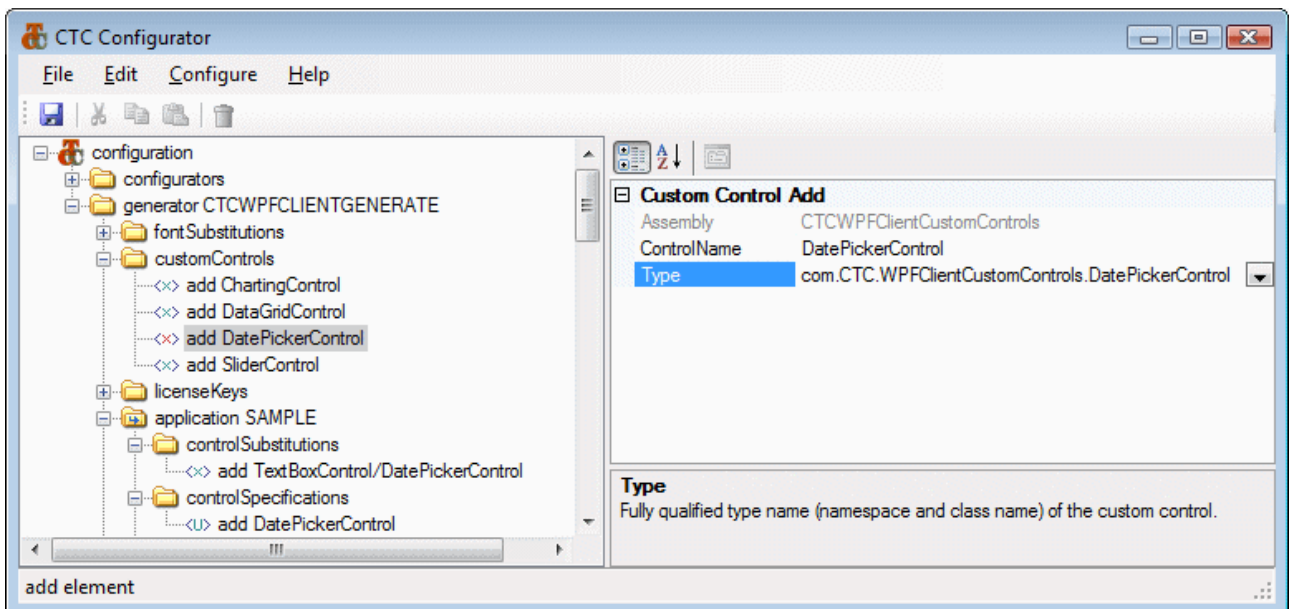 CTC Configurator
File Edit Configure Help
configuration
configurators
generator CTCWPFCLIENTGENERATE
fontSubstitutions
customControls
<x> add ChartingControl
<x> add DataGridControl
<x> add DatePickerControl
<x> add SliderControl
licenseKeys
application SAMPLE
controlSubstitutions
<x> add TextBoxControl/DatePickerControl
controlSpecifications
<U> add DatePickerControl
Custom Control Add
Assembly CTCWPFClientCustomControls
ControlName DatePickerControl
Type com.CTC.WPFClientCustomControls.DatePickerControl
Type
Fully qualified type name (namespace and class name) of the custom control.
add element